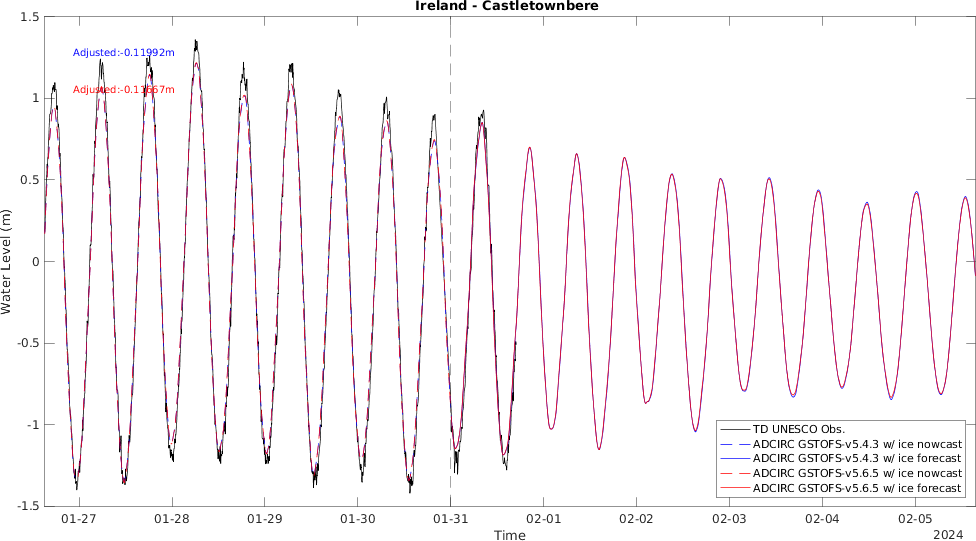 Ireland - Castletownbere
1.5
1
0.5
0
-0.5
-1
-1.5
Water Level (m)
Adjusted:-0.11992m
Adjusted:-0.11667m
01-27 01-28 01-29 01-30 01-31 02-01 02-02 02-03 02-04 02-05
Time
2024
TD UNESCO Obs.
ADCIRC GSTOFS-v5.4.3 w/ ice nowcast
ADCIRC GSTOFS-v5.4.3 w/ ice forecast
ADCIRC GSTOFS-v5.6.5 w/ ice nowcast
ADCIRC GSTOFS-v5.6.5 w/ ice forecast